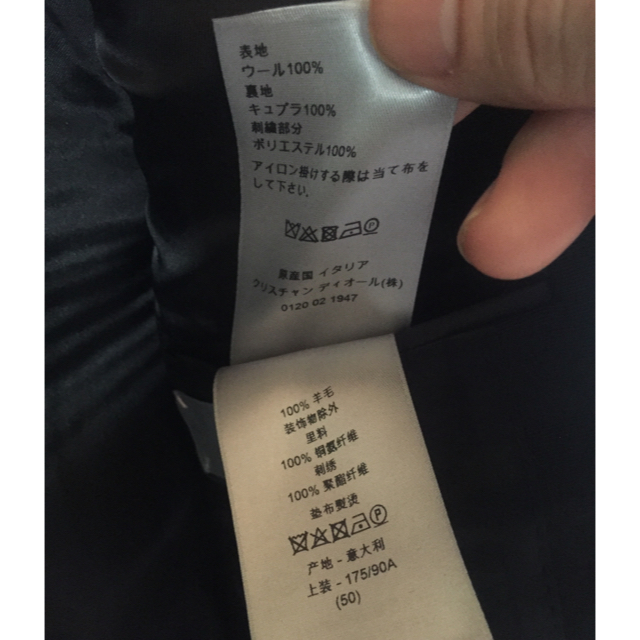 表地
ウール100%
裏地
キュプラ100%
刺繍部分
ポリエステル100%
アイロン掛けする際は当て布を
して下さい.
原産国 イタリア
クリスチャン ディオール(株)
0120 02 1947
100% 羊毛
装饰物除外
里料
100% 铜氨纤维
刺绣
100% 聚酯纤维
垫布熨烫
产地 - 意大利
上装 - 175/90A
(50)